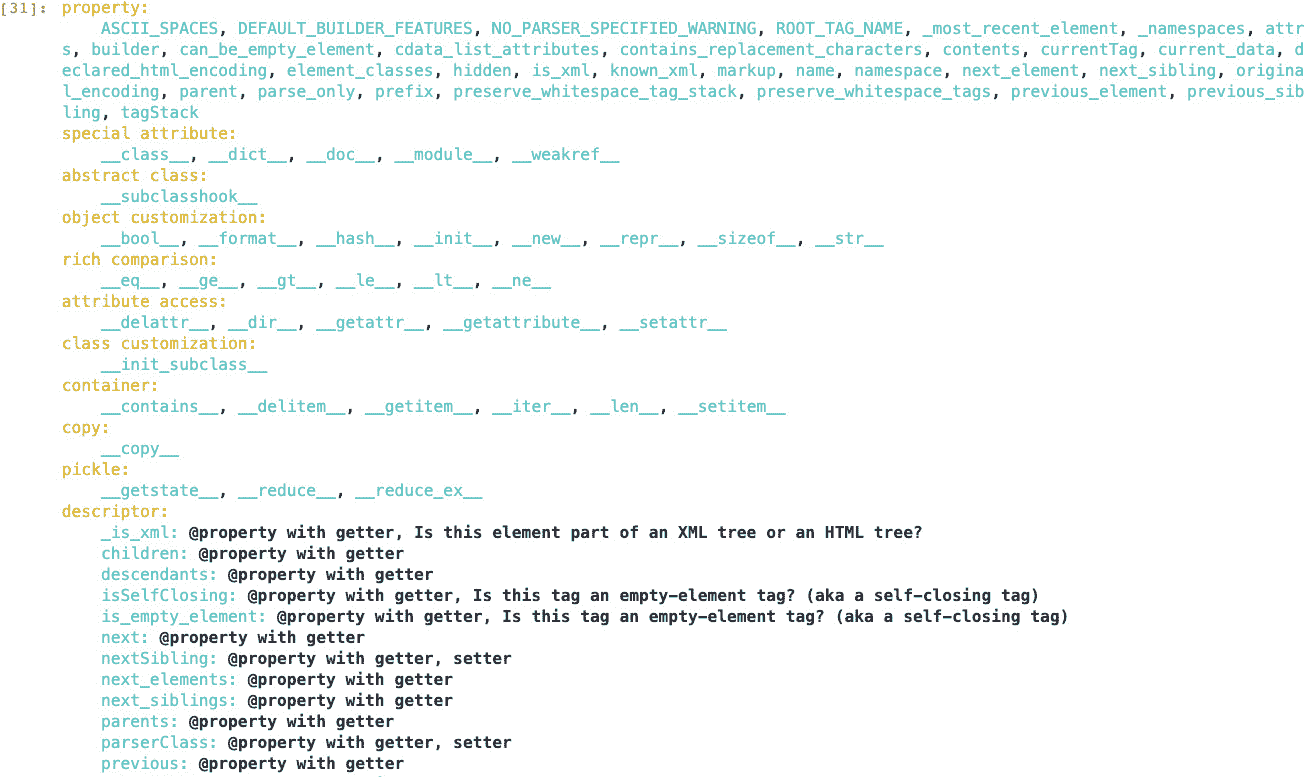 [31]: property:
ASCII_SPACES, DEFAULT_BUILDER_FEATURES, NO_PARSER_SPECIFIED_WARNING, ROOT_TAG_NAME, _most_recent_element, _namespaces, attr
s, builder, can_be_empty_element, cdata_list_attributes, contains_replacement_characters, contents, currentTag, current_data, d
eclared_html_encoding, element_classes, hidden, is_xml, known_xml, markup, name, namespace, next_element, next_sibling, origina
l_encoding, parent, parse_only, prefix, preserve_whitespace_tag_stack, preserve_whitespace_tags, previous_element, previous_sib
ling, tagStack
special attribute:
__class__, __dict__, __doc__, __module__, __weakref__
abstract class:
__subclasshook__
object customization:
__bool__, __format__, __hash__, __init__, __new__, __repr__, __sizeof__, __str__
rich comparison:
__eq__, __ge__, __gt__, __le__, __lt__, __ne__
attribute access:
__delattr__, __dir__, __getattr__, __getattribute__, __setattr__
class customization:
__init_subclass__
container:
__contains__, __delitem__, __getitem__, __iter__, __len__, __setitem__
copy:
__copy__
pickle:
__getstate__, __reduce__, __reduce_ex__
descriptor:
_is_xml: @property with getter, Is this element part of an XML tree or an HTML tree?
children: @property with getter
descendants: @property with getter
isSelfClosing: @property with getter, Is this tag an empty-element tag? (aka a self-closing tag)
is_empty_element: @property with getter, Is this tag an empty-element tag? (aka a self-closing tag)
next: @property with getter
nextSibling: @property with getter, setter
next_elements: @property with getter
next_siblings: @property with getter
parents: @property with getter
parserClass: @property with getter, setter
previous: @property with getter